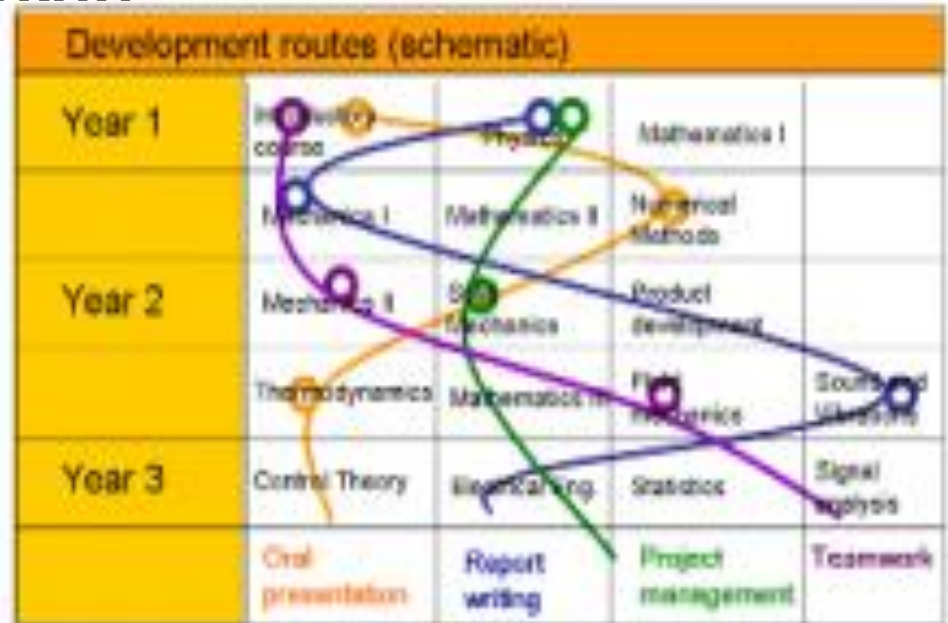 Development routes (schematic)
Year 1
Introductory
course
Physics
Mathematics I
Mechanics I
Mathematics II
Numerical
Methods
Year 2
Mechanics II
Solid
Mechanics
Product
development
Thermodynamics
Mathematics III
Fluid
Mechanics
Sound and
Vibrations
Year 3
Control Theory
Electrical Eng.
Statistics
Signal
analysis
Oral
presentation
Report
writing
Project
management
Teamwork